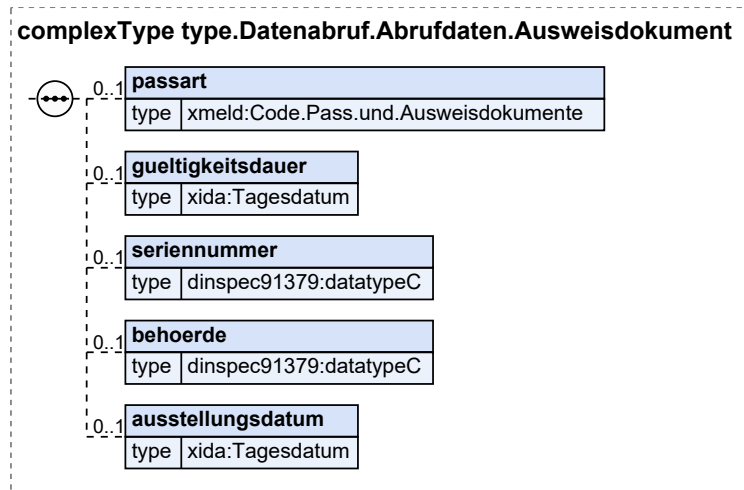 complexType type.Datenabruf.Abrufdaten.Ausweisdokument
0..1 passart
type xmeld:Code.Pass.und.Ausweisdokumente
0..1 gueltigkeitsdauer
type xida:Tagesdatum
0..1 seriennummer
type dinspec91379:datatypeC
0..1 behoerde
type dinspec91379:datatypeC
0..1 ausstellungsdatum
type xida:Tagesdatum